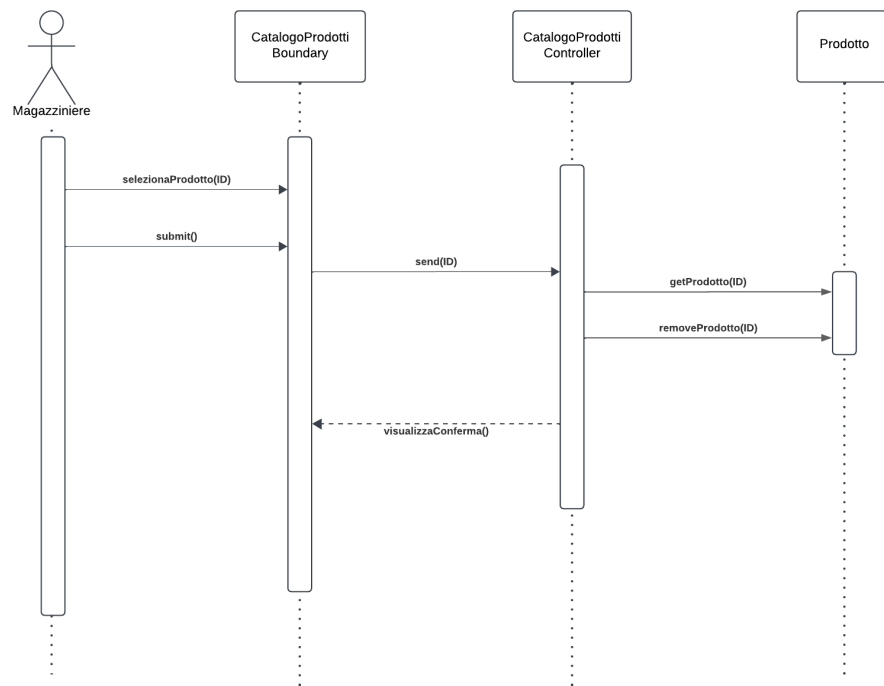 CatalogoProdotti
Boundary
CatalogoProdotti
Controller
Prodotto
Magazziniere
selezionaProdotto(ID)
submit()
send(ID)
getProdotto(ID)
removeProdotto(ID)
visualizzaConferma()